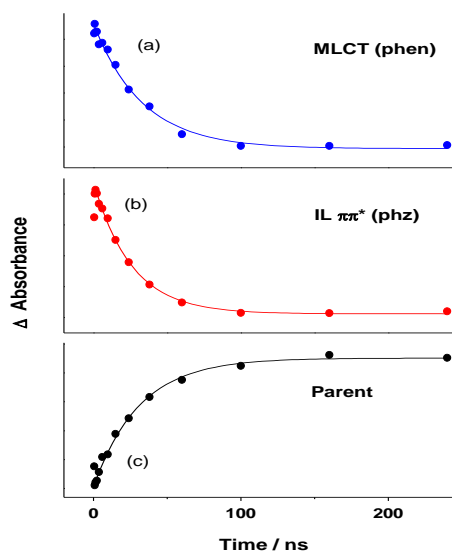 (a)
MLCT (phen)
(b)
IL ππ* (phz)
Δ Absorbance
Parent
(c)
0 100 200
Time / ns